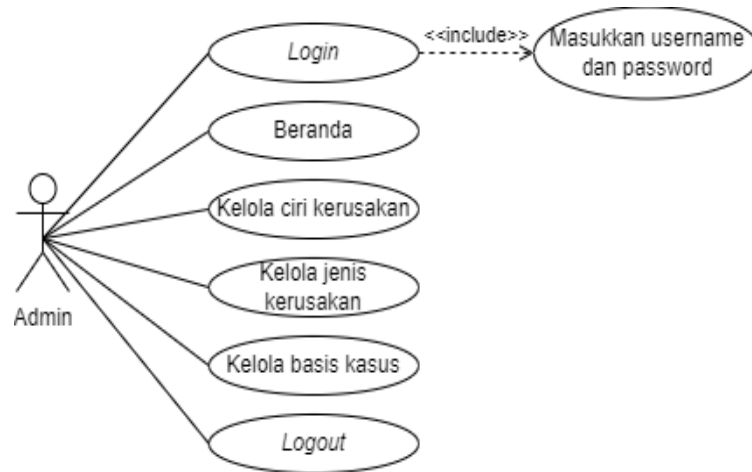 Login
<<include>>
Masukkan username
dan password
Beranda
Kelola ciri kerusakan
Kelola jenis
kerusakan
Admin
Kelola basis kasus
Logout